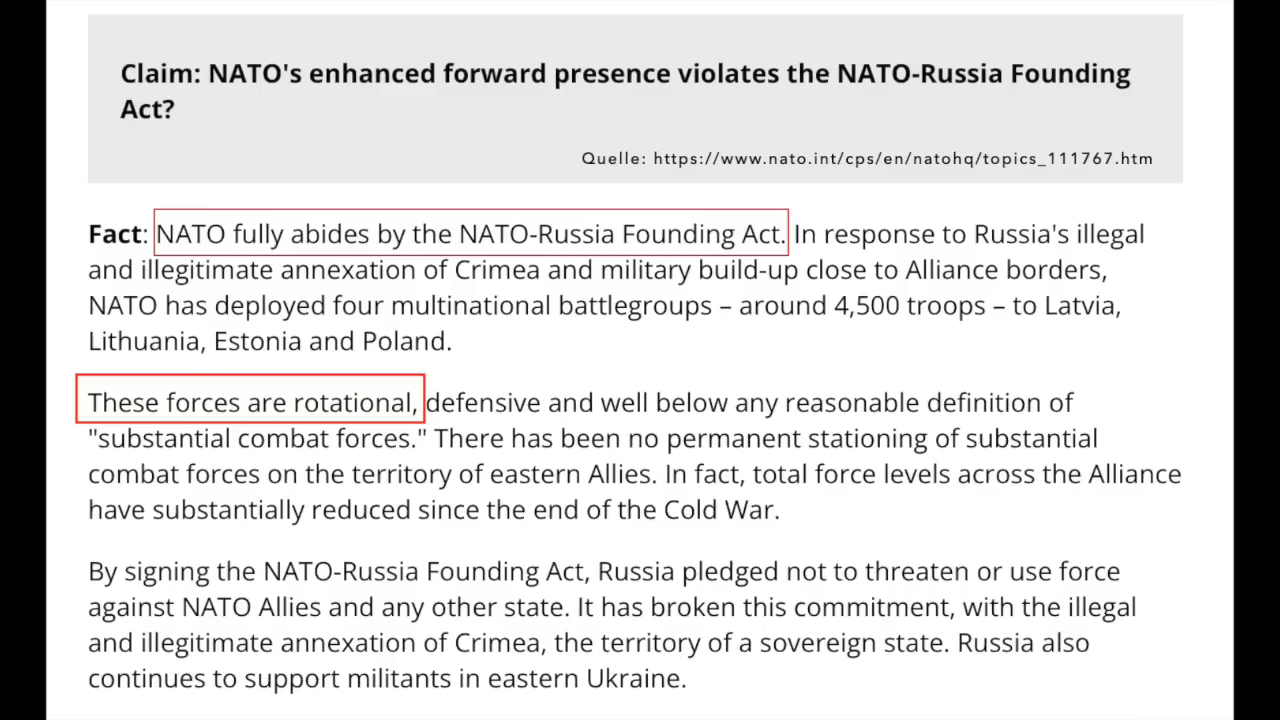 Claim: NATO's enhanced forward presence violates the NATO-Russia Founding
Act?
Quelle: https://www.nato.int/cps/en/natohq/topics_111767.htm
Fact: NATO fully abides by the NATO-Russia Founding Act. In response to Russia's illegal
and illegitimate annexation of Crimea and military build-up close to Alliance borders,
NATO has deployed four multinational battlegroups – around 4,500 troops – to Latvia,
Lithuania, Estonia and Poland.
These forces are rotational, defensive and well below any reasonable definition of
"substantial combat forces." There has been no permanent stationing of substantial
combat forces on the territory of eastern Allies. In fact, total force levels across the Alliance
have substantially reduced since the end of the Cold War.
By signing the NATO-Russia Founding Act, Russia pledged not to threaten or use force
against NATO Allies and any other state. It has broken this commitment, with the illegal
and illegitimate annexation of Crimea, the territory of a sovereign state. Russia also
continues to support militants in eastern Ukraine.